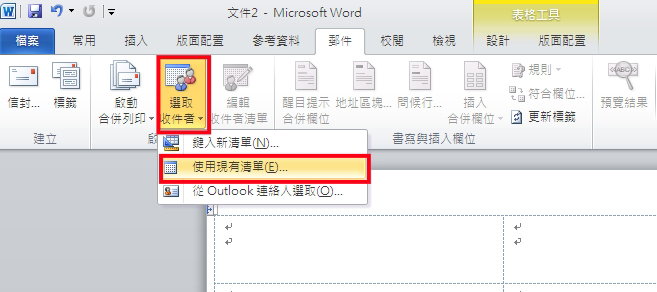 文件2 - Microsoft Word
表格工具
檔案 常用 插入 版面配置 參考資料 郵件 校閱 檢視 設計 版面配置
信封... 標籤 啟動 合併列印 選取 收件者 編輯 收件者清單 醒目提示 合併欄位 地址區塊... 問候行... 插入 合併欄位 規則 符合欄位... 更新標籤 預覽結果
<<ABC>>
建立 啟 書寫與插入欄位
鍵入新清單(N)...
使用現有清單(E)...
從 Outlook 連絡人選取(O)...